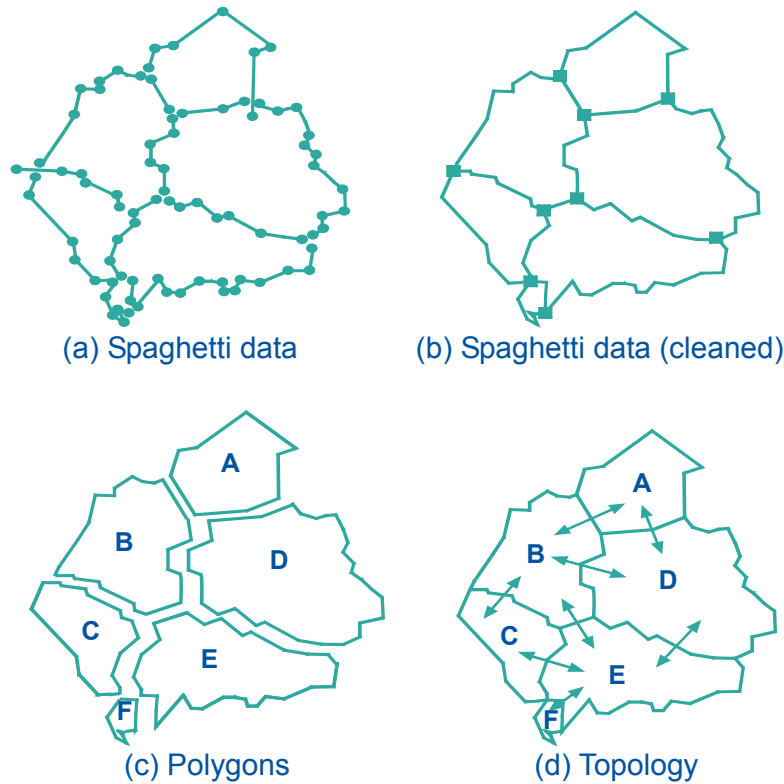 (a) Spaghetti data
(b) Spaghetti data (cleaned)
A
B
D
C
E
F
(c) Polygons
A
B
D
C
E
F
(d) Topology